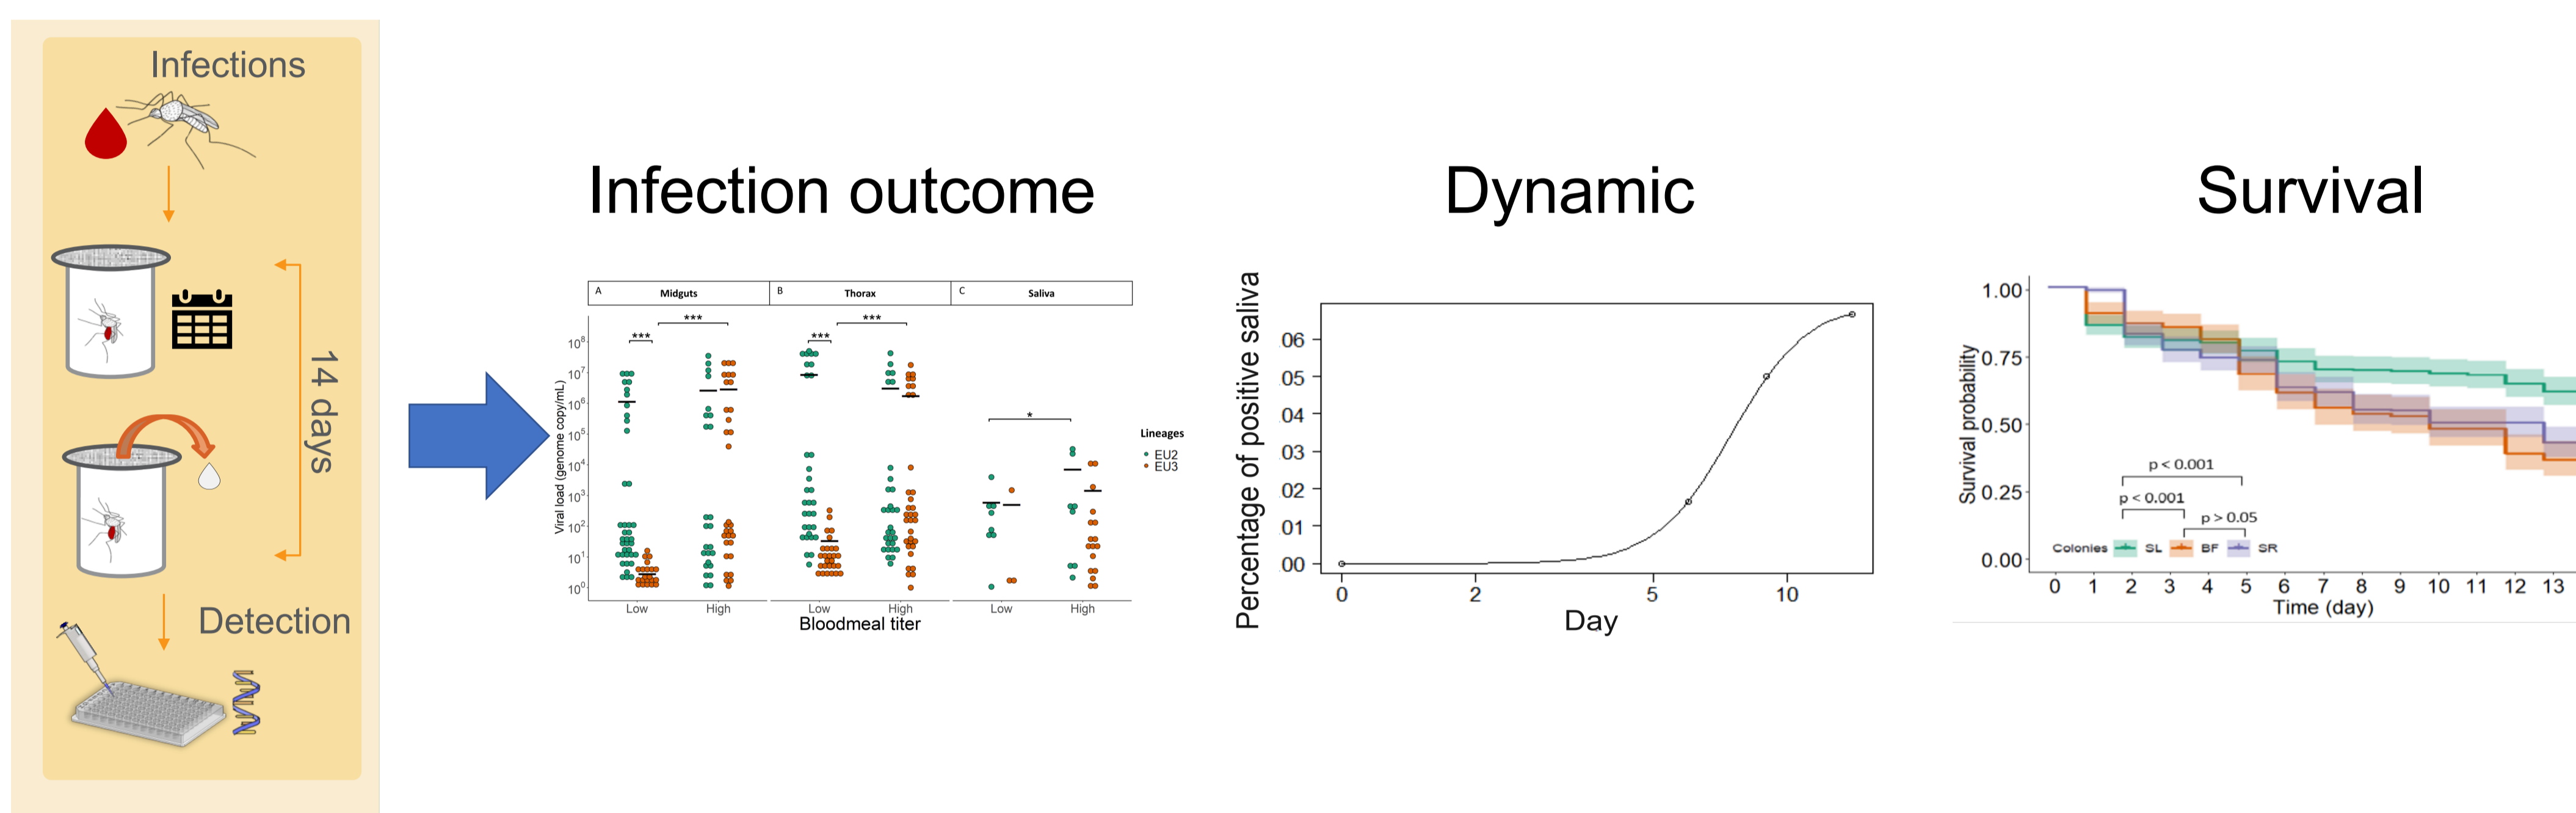 Infections
14 days
Detection
Infection outcome
A Midguts B Thorax C Saliva
*** *** *** *** *
Viral load (genome copy/mL)
10⁸
10⁷
10⁶
10⁵
10⁴
10³
10²
10¹
10⁰
Low High Low High Low High
Bloodmeal titer
Lineages
EU2
EU3
Dynamic
Percentage of positive saliva
06
05
04
03
02
01
00
0 2 5 10
Day
Survival
Survival probability
1.00
0.75
0.50
0.25
0.00
p < 0.001
p < 0.001
p > 0.05
Colonies SL BF SR
0 1 2 3 4 5 6 7 8 9 10 11 12 13
Time (day)